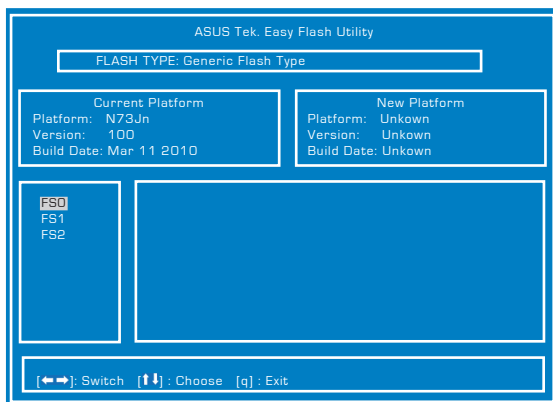 ASUS Tek. Easy Flash Utility
FLASH TYPE: Generic Flash Type
Current Platform
Platform: N73Jn
Version: 100
Build Date: Mar 11 2010
New Platform
Platform: Unkown
Version: Unkown
Build Date: Unkown
FS0
FS1
FS2
[←→]: Switch [↑↓] : Choose [q] : Exit